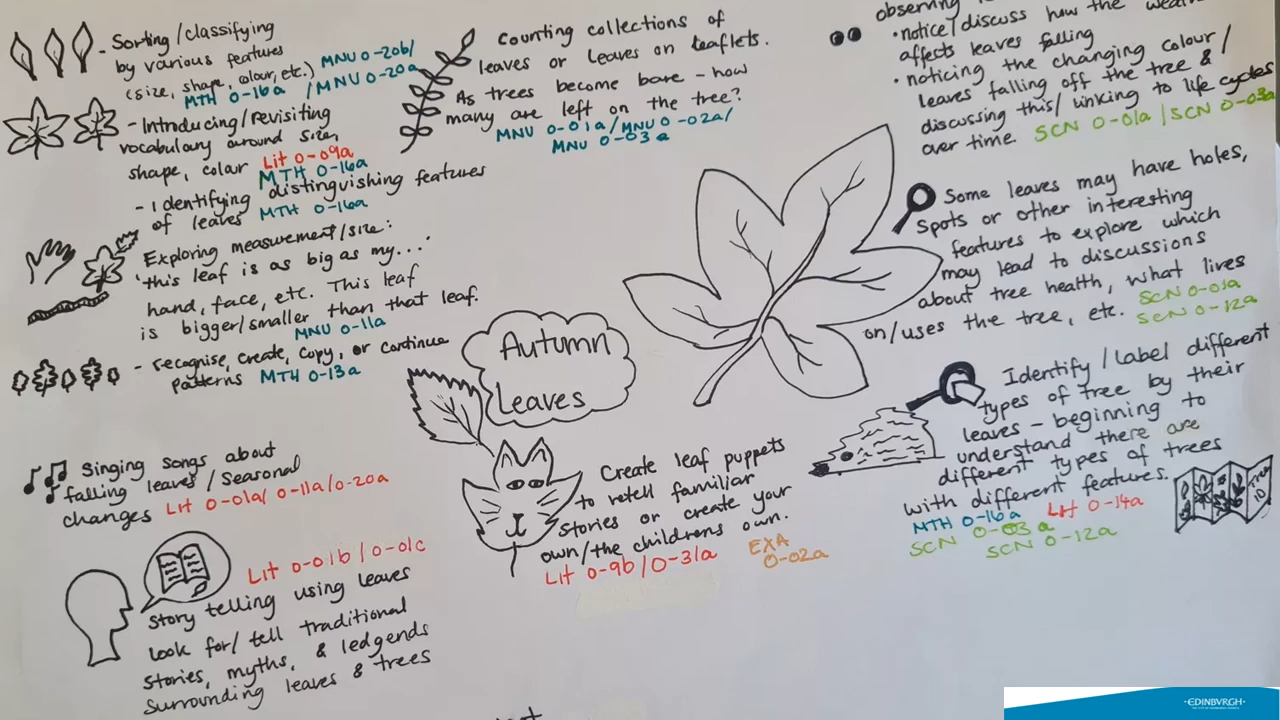 - Sorting/classifying
by various features
(size, shape, colour, etc.) MNU 0-20b/
MTH 0-16a /MNU 0-20a
- Introducing/revisiting
vocabulary around size,
shape, colour Lit 0-09a
MTH 0-16a
- identifying distinguishing features
of leaves MTH 0-16a
Exploring measurement/size:
'this leaf is as big as my....
hand, face, etc. This leaf
is bigger/smaller than that leaf.
MNU 0-11a
- recognise, create, copy, or continue
patterns MTH 0-13a
Singing songs about
falling leaves/Seasonal
changes Lit 0-01a/ 0-11a/0-20a
Lit 0-01b / 0-01c
Story telling using leaves
Look for/ tell traditional
stories, myths, & ledgends
Surrounding leaves & trees
Counting collections of
leaves or leaves on leaflets.
As trees become bare - how
many are left on the tree?
MNU 0-01a/MNU 0-02a/
MNU 0-03a
Autumn
Leaves
Create leaf puppets
to retell familiar
Stories or create your
own/the childrens own.
Lit 0-9b/0-31a EXA
0-02a
observing
• notice/discuss how the
affects leaves falling
• noticing the changing colour/
leaves falling off the tree &
discussing this/ linking to life cycles
over time SCN 0-01a /SCN 0-03a
Some leaves may have holes,
Spots or other interesting
features to explore which
may lead to discussions
about tree health, what lives
on/uses the tree, etc. SCN 0-01a
SCN 0-12a
Identify/label different
types of tree by their
leaves - beginning to
understand there are
different types of trees
with different features.
MTH 0-16a Lit 0-14a
SCN 0-03a
SCN 0-12a
TREE
ID
·EDINBVRGH·
THE CITY OF EDINBURGH COUNCIL